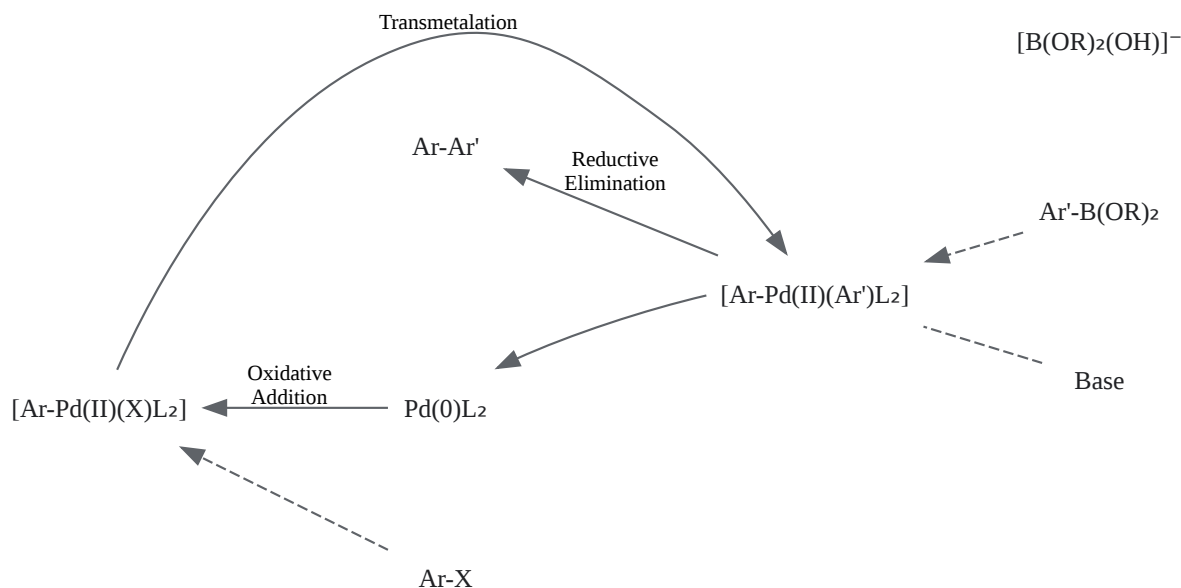 Transmetalation
[B(OR)₂(OH)]⁻
Ar-Ar'
Reductive
Elimination
Ar'-B(OR)₂
[Ar-Pd(II)(Ar')L₂]
Oxidative
Addition
Base
[Ar-Pd(II)(X)L₂]
Pd(0)L₂
Ar-X